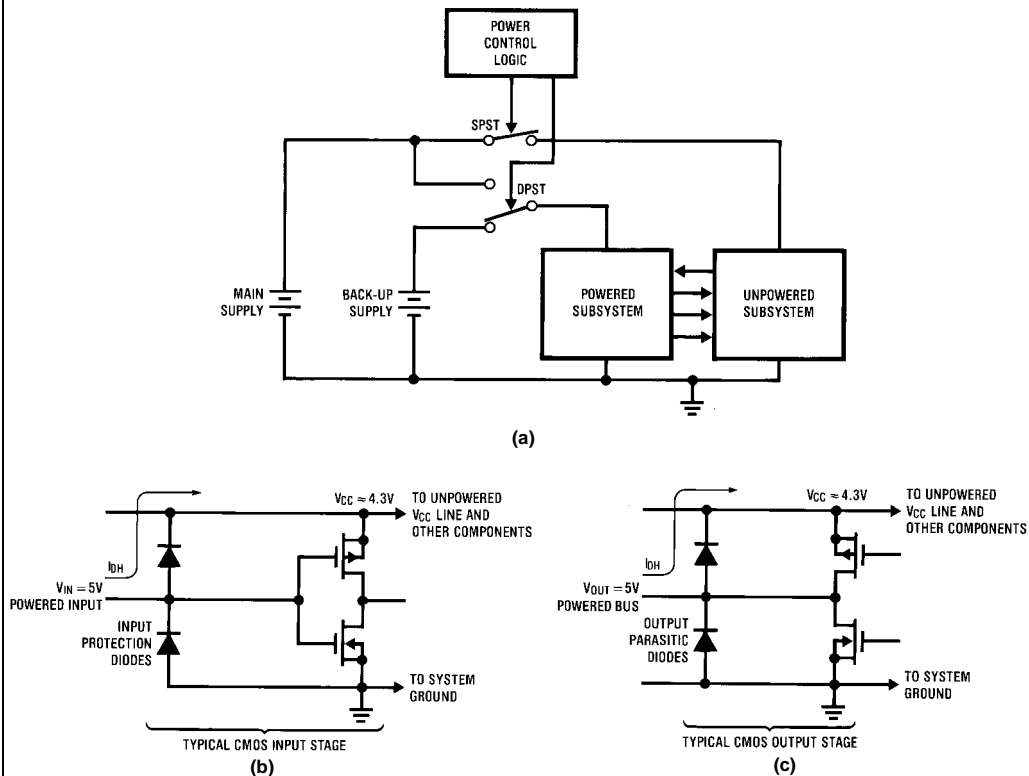 POWER
CONTROL
LOGIC
SPST
DPST
MAIN
SUPPLY
BACK-UP
SUPPLY
POWERED
SUBSYSTEM
UNPOWERED
SUBSYSTEM
(a)
IDH
VCC ≈ 4.3V
TO UNPOWERED
VCC LINE AND
OTHER COMPONENTS
VIN = 5V
POWERED INPUT
INPUT
PROTECTION
DIODES
TO SYSTEM
GROUND
TYPICAL CMOS INPUT STAGE
(b)
IDH
VCC ≈ 4.3V
TO UNPOWERED
VCC LINE AND
OTHER COMPONENTS
VOUT = 5V
POWERED BUS
OUTPUT
PARASITIC
DIODES
TO SYSTEM
GROUND
TYPICAL CMOS OUTPUT STAGE
(c)